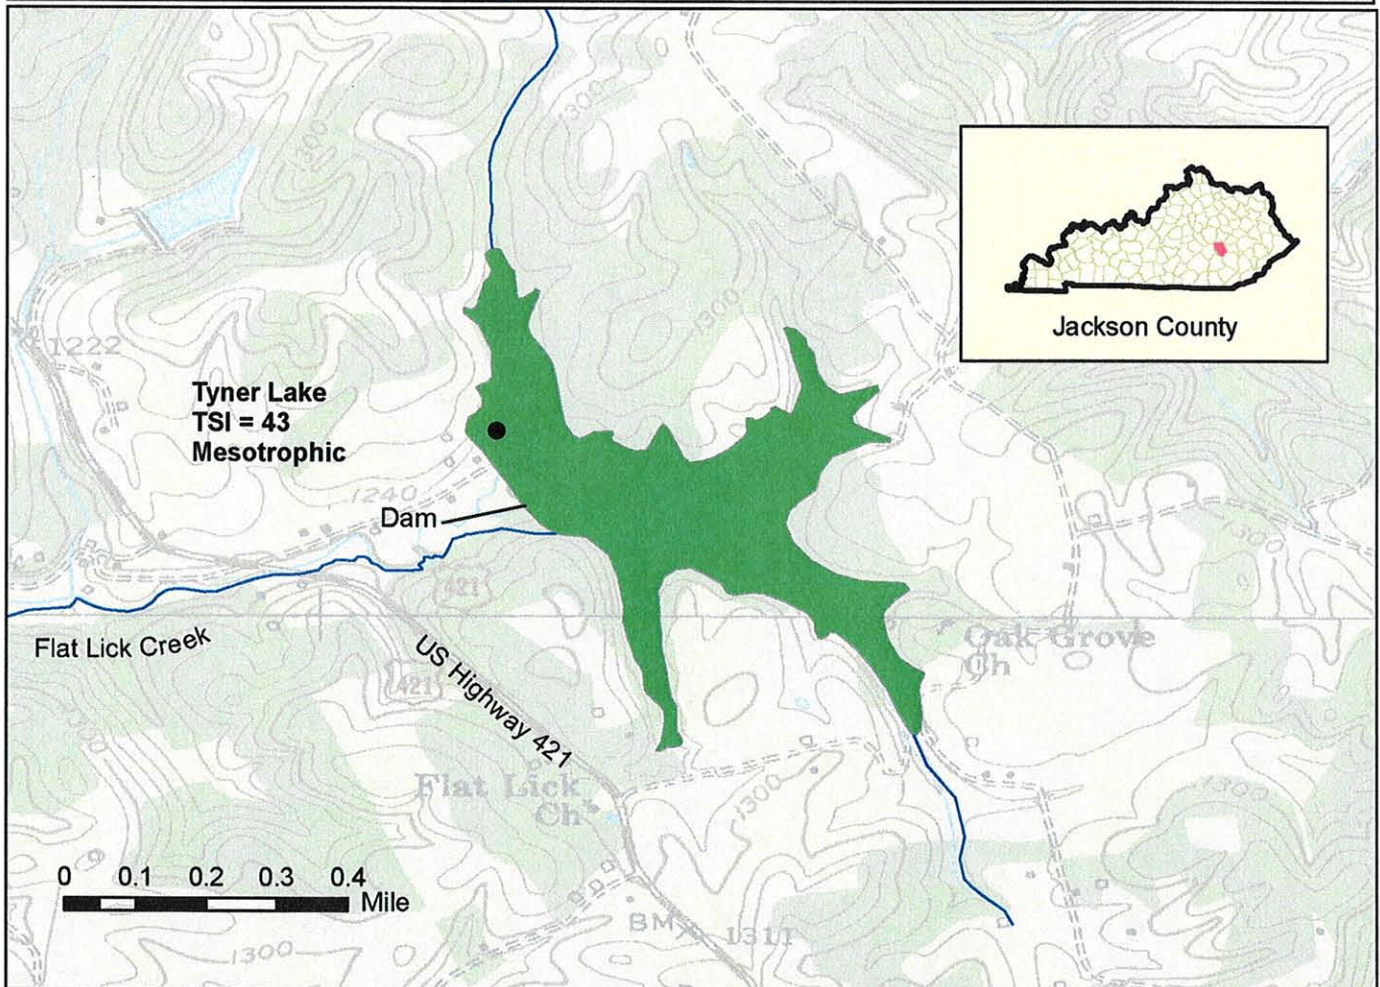 1300
1300
1300
1222
Jackson County
Tyner Lake
TSI = 43
Mesotrophic
1240
Dam
421
1300
Flat Lick Creek
Oak Grove
Ch
421
US Highway 421
1300
Flat Lick
Ch
1300
1300
0 0.1 0.2 0.3 0.4
Mile
BM 1311
1300